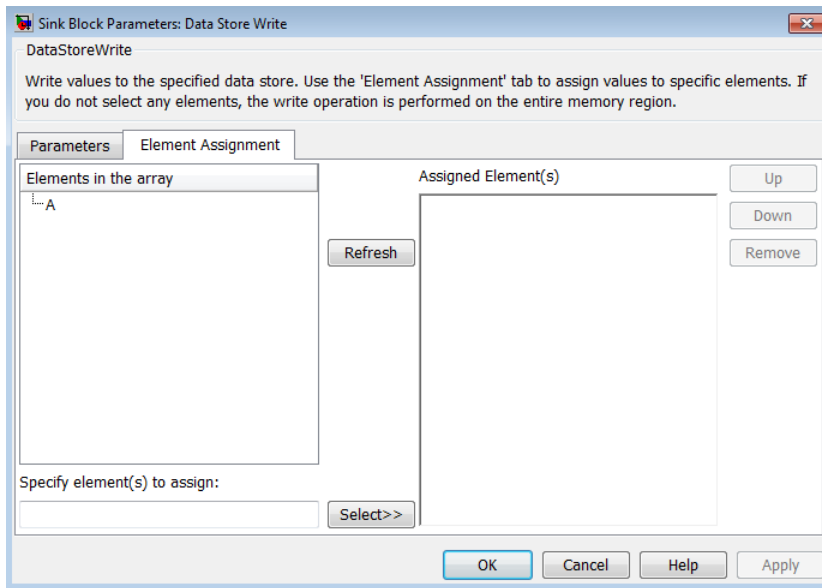 Sink Block Parameters: Data Store Write
DataStoreWrite
Write values to the specified data store. Use the 'Element Assignment' tab to assign values to specific elements. If
you do not select any elements, the write operation is performed on the entire memory region.
Parameters
Element Assignment
Elements in the array
A
Refresh
Specify element(s) to assign:
Select>>
Assigned Element(s)
Up
Down
Remove
OK
Cancel
Help
Apply